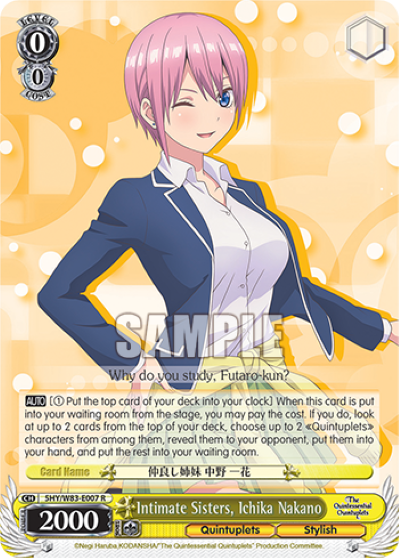 LEVEL
0
0
COST
SAMPLE
Why do you study, Futaro-kun?
AUTO [① Put the top card of your deck into your clock] When this card is put
into your waiting room from the stage, you may pay the cost. If you do, look
at up to 2 cards from the top of your deck, choose up to 2 «Quintuplets»
characters from among them, reveal them to your opponent, put them into
your hand, and put the rest into your waiting room.
Card Name 仲良し姉妹 中野 一花
CH 5HY/W83-E007 R
Intimate Sisters, Ichika Nakano
The Quintessential Quintuplets
2000
Quintuplets Stylish
©Negi Haruba,KODANSHA/"The Quintessential Quintuplets" Production Committee